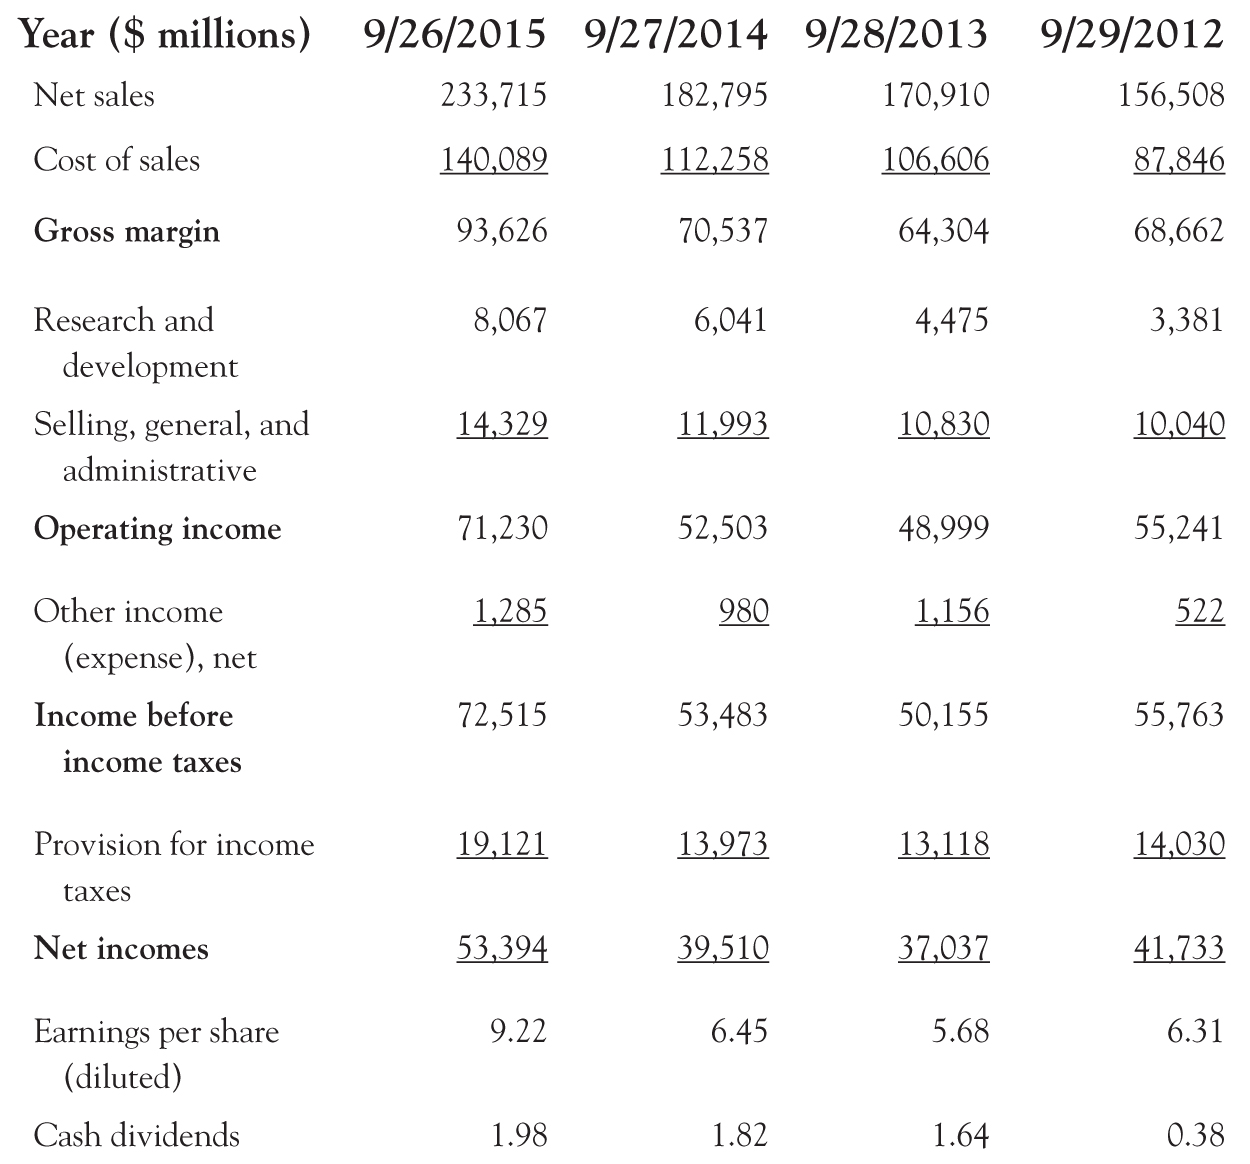 Year ($ millions) 9/26/2015 9/27/2014 9/28/2013 9/29/2012
Net sales 233,715 182,795 170,910 156,508
Cost of sales 140,089 112,258 106,606 87,846
Gross margin 93,626 70,537 64,304 68,662
Research and 8,067 6,041 4,475 3,381
development
Selling, general, and 14,329 11,993 10,830 10,040
administrative
Operating income 71,230 52,503 48,999 55,241
Other income 1,285 980 1,156 522
(expense), net
Income before 72,515 53,483 50,155 55,763
income taxes
Provision for income 19,121 13,973 13,118 14,030
taxes
Net incomes 53,394 39,510 37,037 41,733
Earnings per share 9.22 6.45 5.68 6.31
(diluted)
Cash dividends 1.98 1.82 1.64 0.38